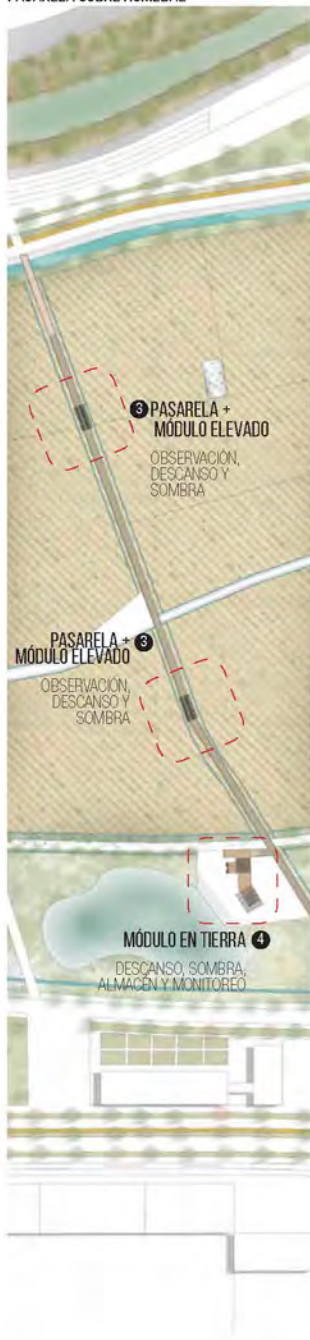 PASARELA SOBRE HUMEDAL
3 PASARELA +
MÓDULO ELEVADO
OBSERVACIÓN,
DESCANSO Y
SOMBRA
PASARELA + 3
MÓDULO ELEVADO
OBSERVACIÓN,
DESCANSO Y
SOMBRA
MÓDULO EN TIERRA 4
DESCANSO, SOMBRA,
ALMACÉN Y MONITOREO